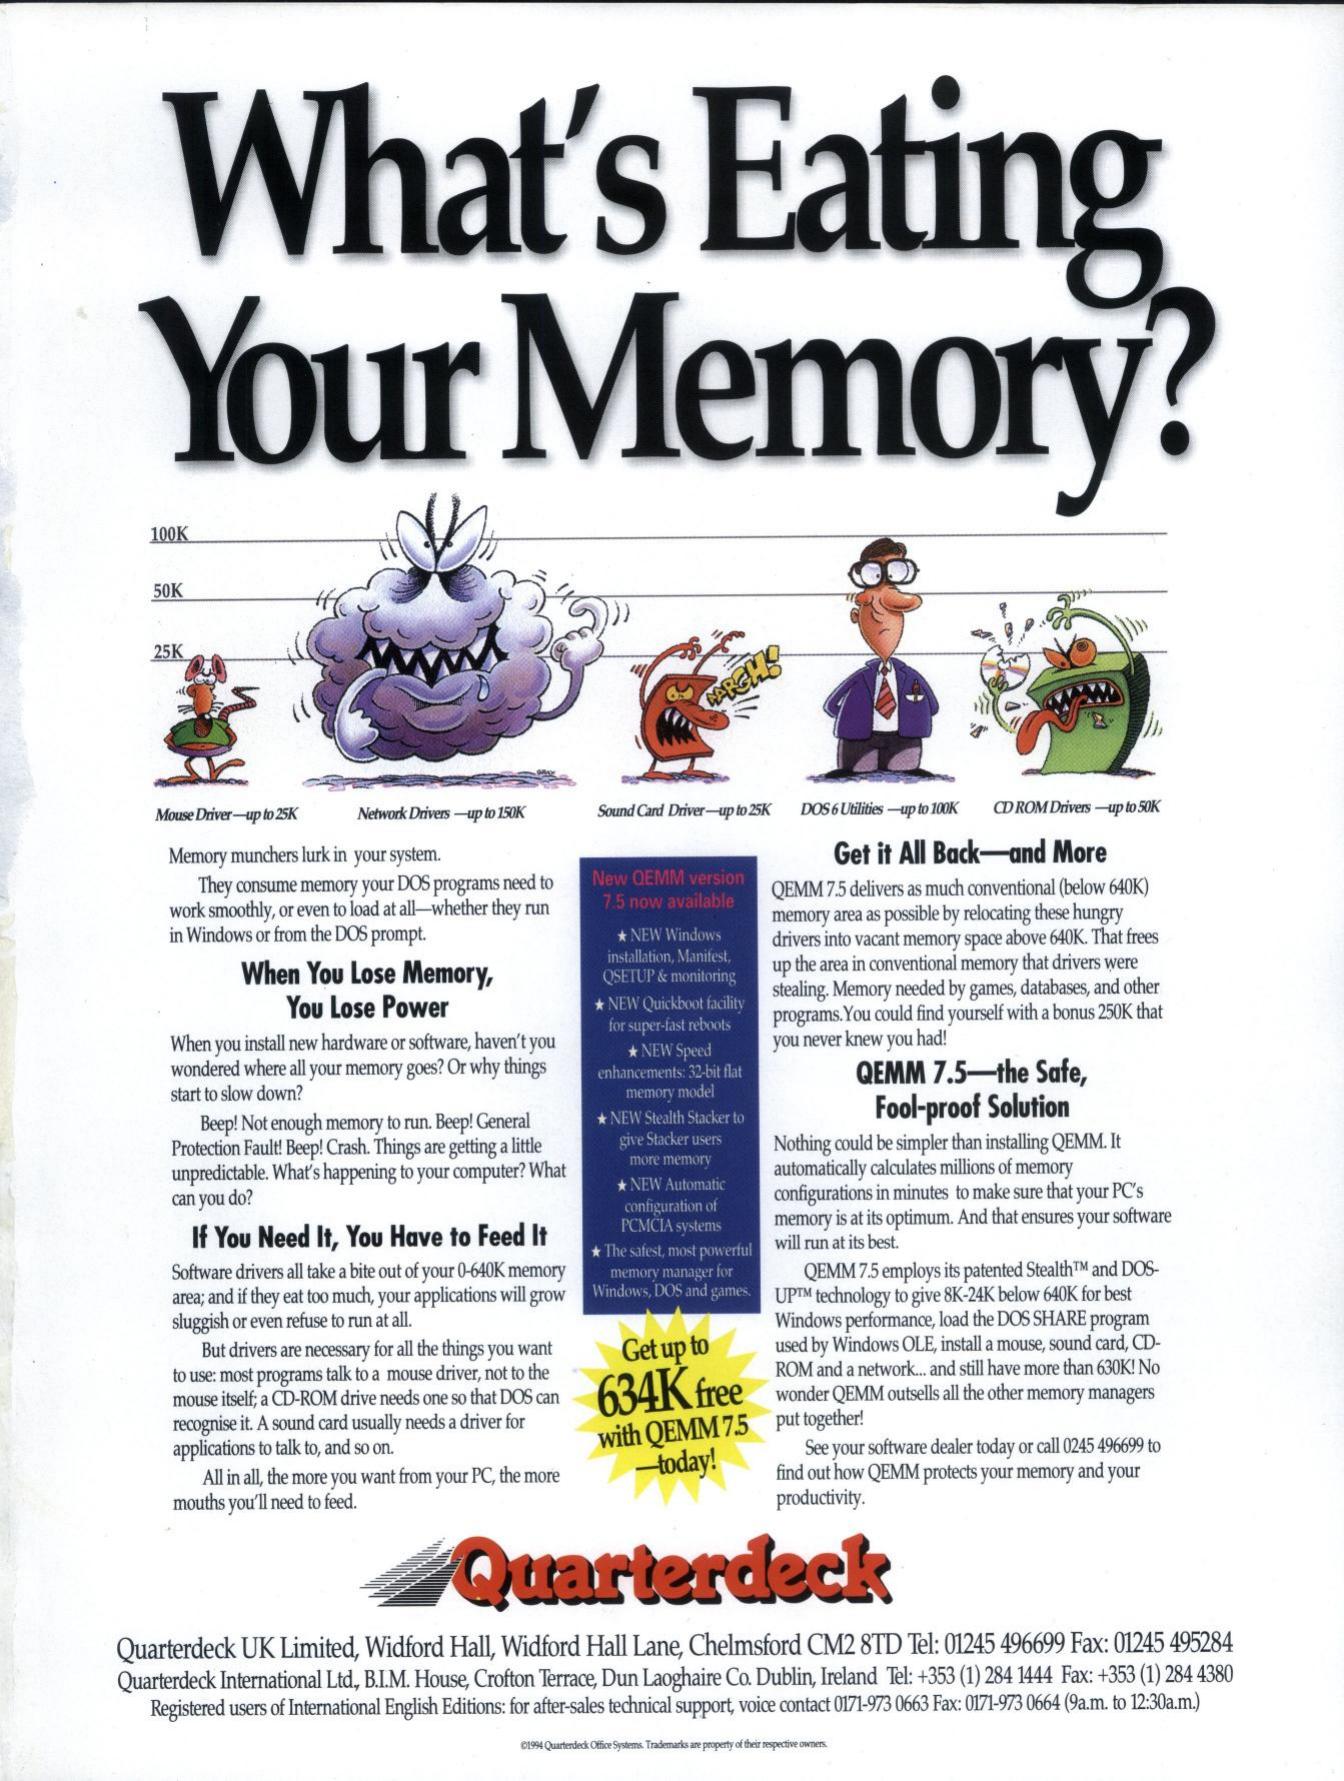 What's Eating
Your Memory?
100K
50K
25K
AARGH!
Mouse Driver—up to 25K
Network Drivers —up to 150K
Sound Card Driver—up to 25K
DOS 6 Utilities —up to 100K
CD ROM Drivers —up to 50K
Memory munchers lurk in your system.
They consume memory your DOS programs need to
work smoothly, or even to load at all—whether they run
in Windows or from the DOS prompt.
When You Lose Memory,
You Lose Power
When you install new hardware or software, haven't you
wondered where all your memory goes? Or why things
start to slow down?
Beep! Not enough memory to run. Beep! General
Protection Fault! Beep! Crash. Things are getting a little
unpredictable. What's happening to your computer? What
can you do?
If You Need It, You Have to Feed It
Software drivers all take a bite out of your 0-640K memory
area; and if they eat too much, your applications will grow
sluggish or even refuse to run at all.
But drivers are necessary for all the things you want
to use: most programs talk to a mouse driver, not to the
mouse itself; a CD-ROM drive needs one so that DOS can
recognise it. A sound card usually needs a driver for
applications to talk to, and so on.
All in all, the more you want from your PC, the more
mouths you'll need to feed.
New QEMM version
7.5 now available
★ NEW Windows
installation, Manifest,
QSETUP & monitoring
★ NEW Quickboot facility
for super-fast reboots
★ NEW Speed
enhancements: 32-bit flat
memory model
★ NEW Stealth Stacker to
give Stacker users
more memory
★ NEW Automatic
configuration of
PCMCIA systems
★ The safest, most powerful
memory manager for
Windows, DOS and games.
Get up to
634K free
with QEMM 7.5
—today!
Get it All Back—and More
QEMM 7.5 delivers as much conventional (below 640K)
memory area as possible by relocating these hungry
drivers into vacant memory space above 640K. That frees
up the area in conventional memory that drivers were
stealing. Memory needed by games, databases, and other
programs.You could find yourself with a bonus 250K that
you never knew you had!
QEMM 7.5—the Safe,
Fool-proof Solution
Nothing could be simpler than installing QEMM. It
automatically calculates millions of memory
configurations in minutes to make sure that your PC's
memory is at its optimum. And that ensures your software
will run at its best.
QEMM 7.5 employs its patented Stealth™ and DOS-
UP™ technology to give 8K-24K below 640K for best
Windows performance, load the DOS SHARE program
used by Windows OLE, install a mouse, sound card, CD-
ROM and a network... and still have more than 630K! No
wonder QEMM outsells all the other memory managers
put together!
See your software dealer today or call 0245 496699 to
find out how QEMM protects your memory and your
productivity.
Quarterdeck
Quarterdeck UK Limited, Widford Hall, Widford Hall Lane, Chelmsford CM2 8TD Tel: 01245 496699 Fax: 01245 495284
Quarterdeck International Ltd., B.I.M. House, Crofton Terrace, Dun Laoghaire Co. Dublin, Ireland Tel: +353 (1) 284 1444 Fax: +353 (1) 284 4380
Registered users of International English Editions: for after-sales technical support, voice contact 0171-973 0663 Fax: 0171-973 0664 (9a.m. to 12:30a.m.)
©1994 Quarterdeck Office Systems. Trademarks are property of their respective owners.